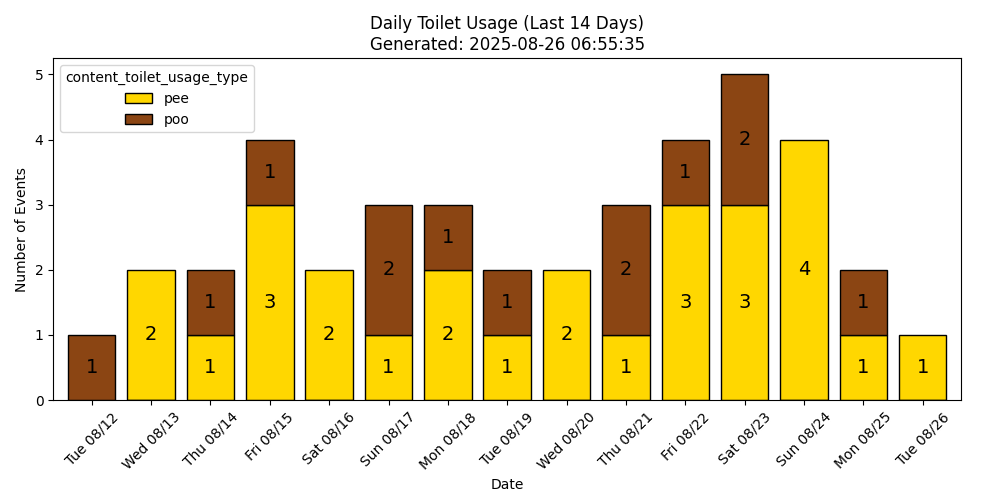 Daily Toilet Usage (Last 14 Days)
Generated: 2025-08-26 06:55:35
content_toilet_usage_type
pee
poo
Number of Events
5
4
3
2
1
0
1
2
1
1
3
1
2
1
2
2
1
1
1
2
1
2
3
1
3
2
4
1
1
1
Tue 08/12
Wed 08/13
Thu 08/14
Fri 08/15
Sat 08/16
Sun 08/17
Mon 08/18
Tue 08/19
Wed 08/20
Thu 08/21
Fri 08/22
Sat 08/23
Sun 08/24
Mon 08/25
Tue 08/26
Date